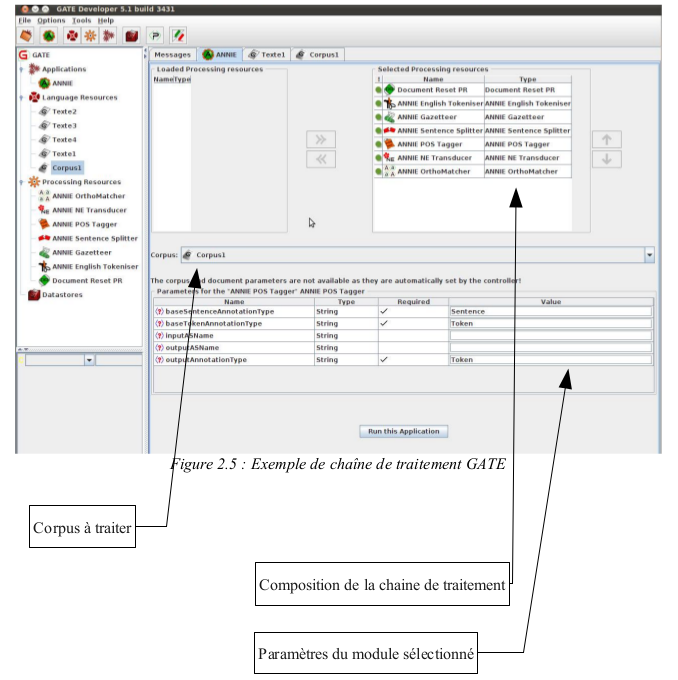 GATE Developer 5.1 build 3431
File Options Tools Help
GATE
Applications
ANNIE
Language Resources
Texte2
Texte3
Texte4
Texte1
Corpus1
Processing Resources
ANNIE OrthoMatcher
ANNIE NE Transducer
ANNIE POS Tagger
ANNIE Sentence Splitter
ANNIE Gazetteer
ANNIE English Tokeniser
Document Reset PR
Datastores
Messages ANNIE Texte1 Corpus1
Loaded Processing resources
Name Type
Selected Processing resources
! Name Type
Document Reset PR Document Reset PR
ANNIE English Tokeniser ANNIE English Tokeniser
ANNIE Gazetteer ANNIE Gazetteer
ANNIE Sentence Splitter ANNIE Sentence Splitter
ANNIE POS Tagger ANNIE POS Tagger
ANNIE NE Transducer ANNIE NE Transducer
ANNIE OrthoMatcher ANNIE OrthoMatcher
Corpus: Corpus1
The corpus and document parameters are not available as they are automatically set by the controller!
Parameters for the "ANNIE POS Tagger" ANNIE POS Tagger
Name Type Required Value
(?) baseSentenceAnnotationType String ✓ Sentence
(?) baseTokenAnnotationType String ✓ Token
(?) inputASName String
(?) outputASName String
(?) outputAnnotationType String ✓ Token
Run this Application
Figure 2.5 : Exemple de chaîne de traitement GATE
Corpus à traiter
Composition de la chaine de traitement
Paramètres du module sélectionné